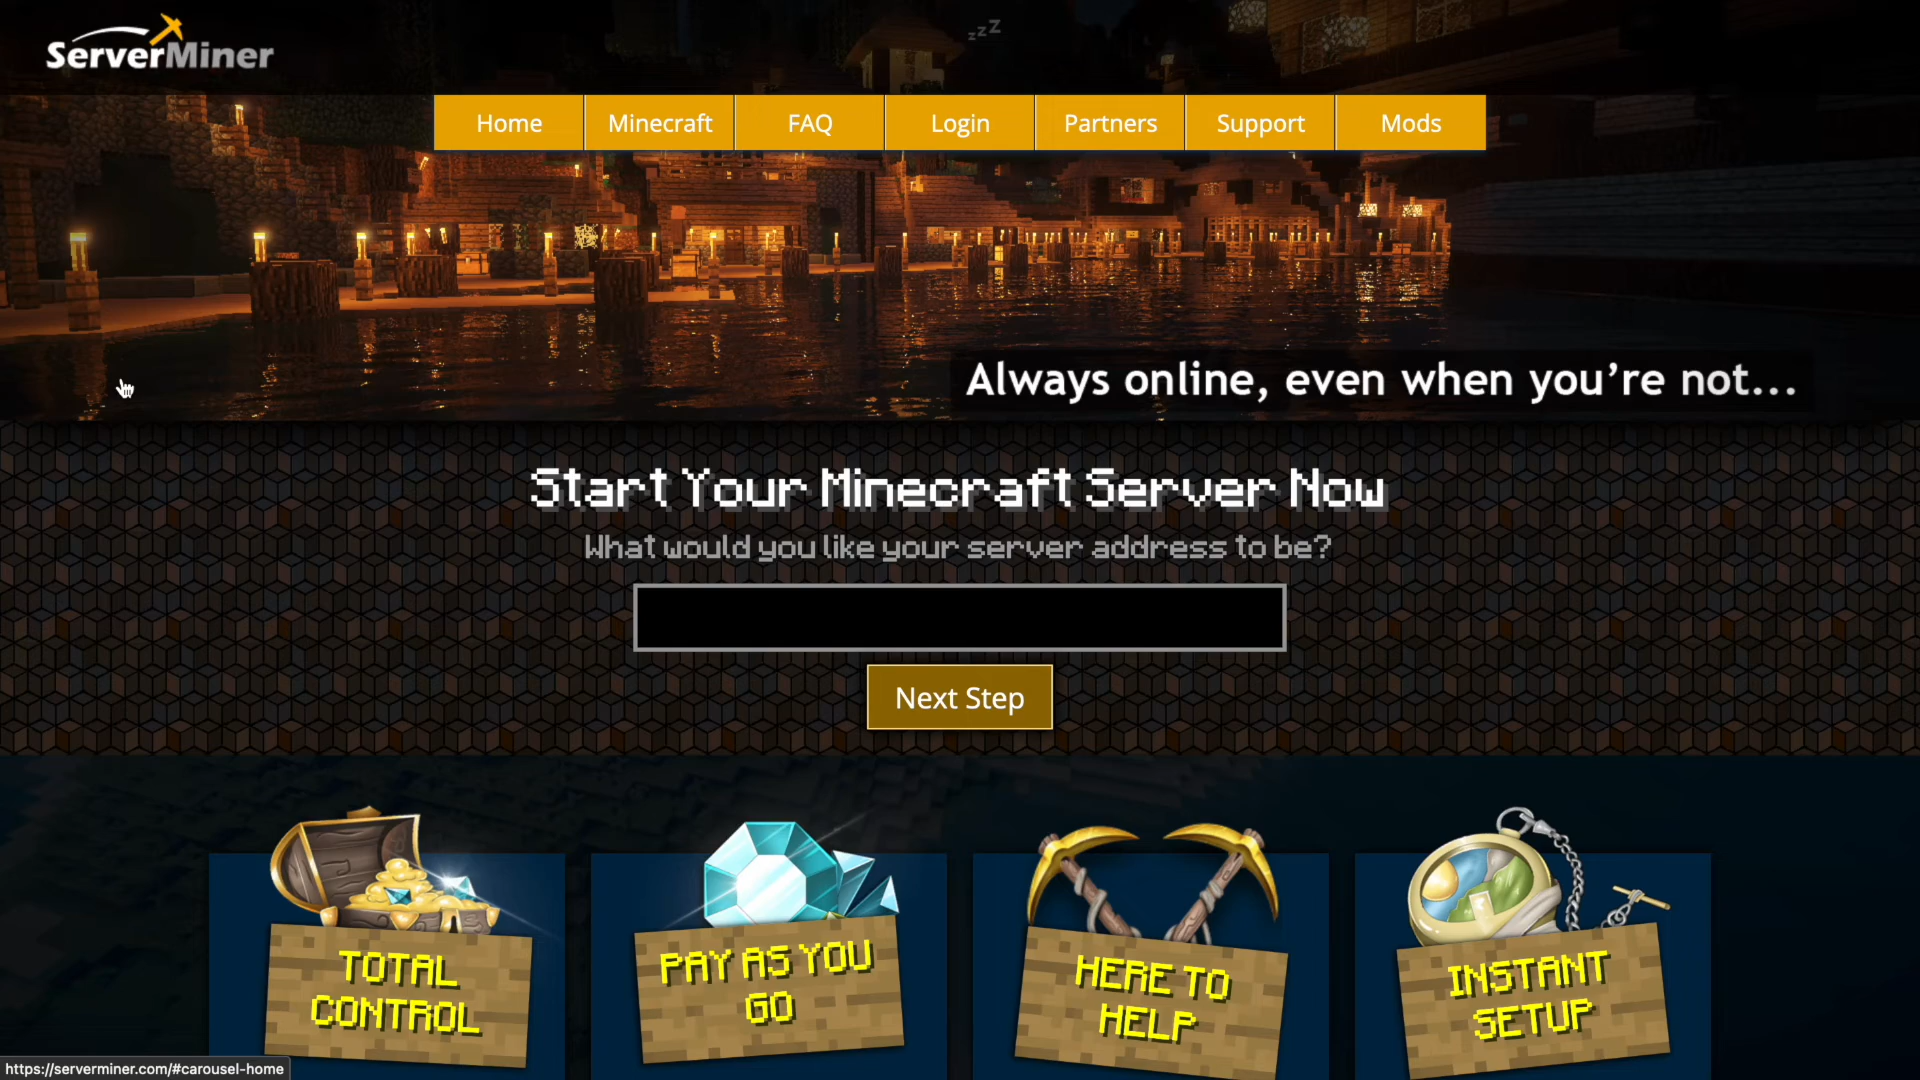 ServerMiner
zzZ
Home
Minecraft
FAQ
Login
Partners
Support
Mods
Always online, even when you’re not...
Start Your Minecraft Server Now
What would you like your server address to be?
Next Step
TOTAL
CONTROL
PAY AS YOU
GO
HERE TO
HELP
INSTANT
SETUP
https://serverminer.com/#carousel-home